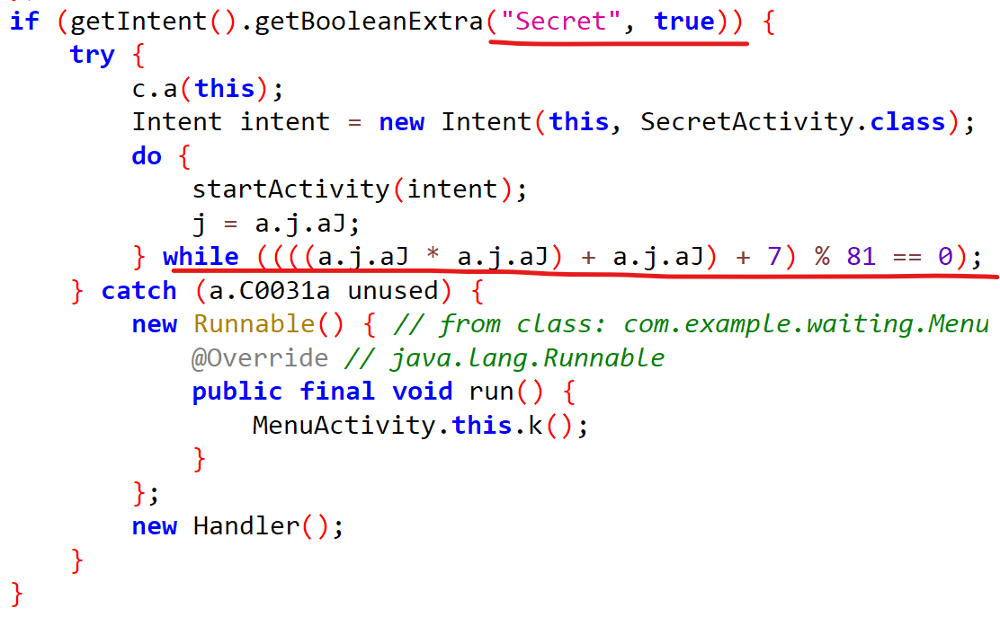 if (getIntent().getBooleanExtra("Secret", true)) {
try {
c.a(this);
Intent intent = new Intent(this, SecretActivity.class);
do {
startActivity(intent);
j = a.j.aJ;
} while ((((a.j.aJ * a.j.aJ) + a.j.aJ) + 7) % 81 == 0);
} catch (a.C0031a unused) {
new Runnable() { // from class: com.example.waiting.Menu
@Override // java.lang.Runnable
public final void run() {
MenuActivity.this.k();
}
};
new Handler();
}
}